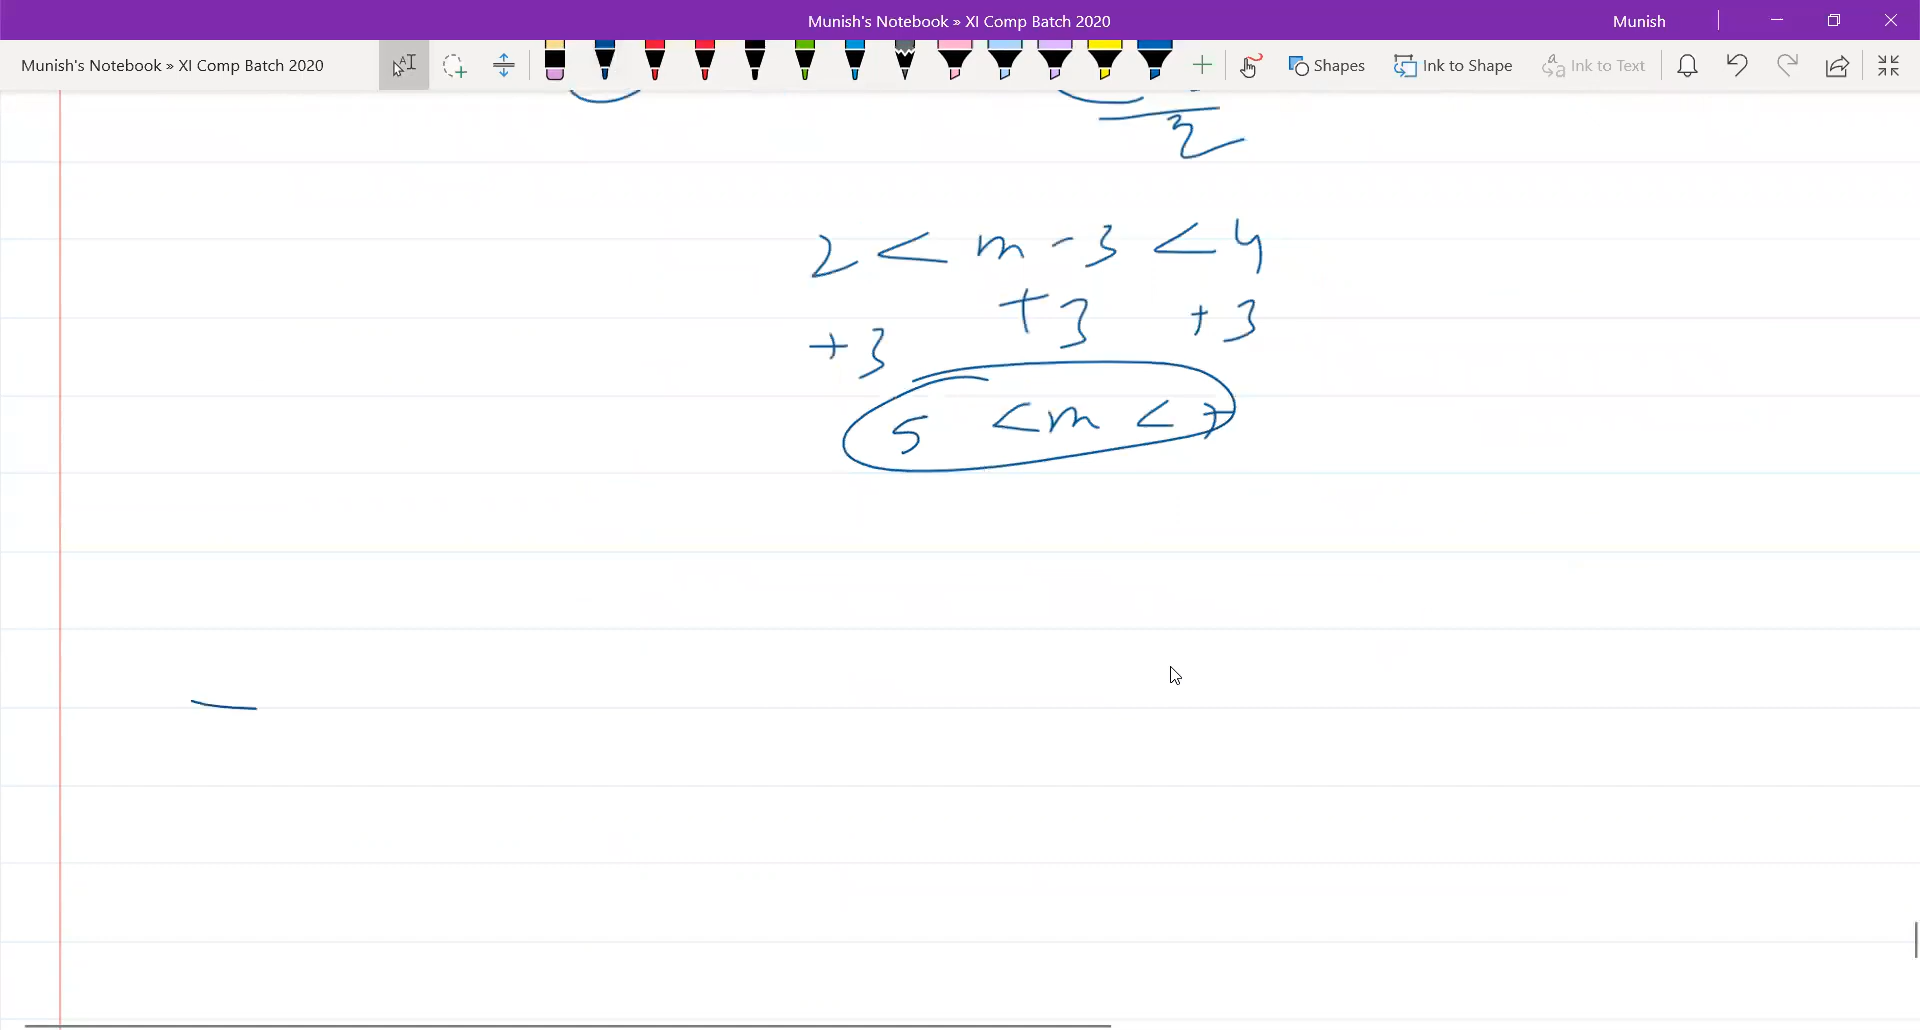 Munish's Notebook » XI Comp Batch 2020
Munish
Munish's Notebook » XI Comp Batch 2020
Shapes
Ink to Shape
Ink to Text
2
2 < m - 3 < 4
+3 +3 +3
5 < m < 7